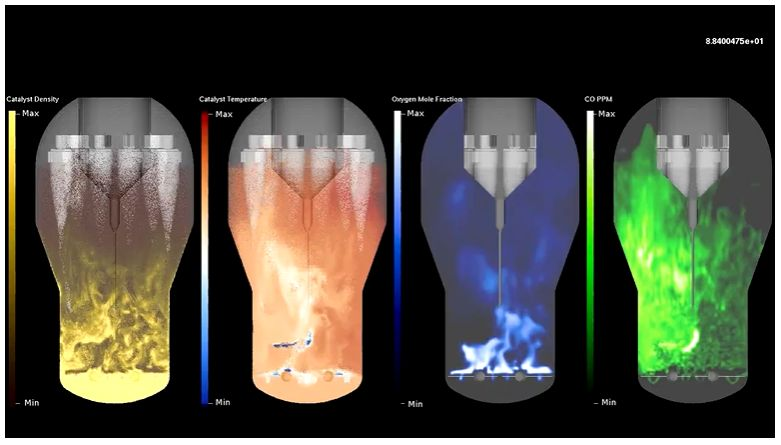 8.8400475e+01
Catalyst Density
Max
Min
Catalyst Temperature
Max
Min
Oxygen Mole Fraction
Max
Min
CO PPM
Max
Min